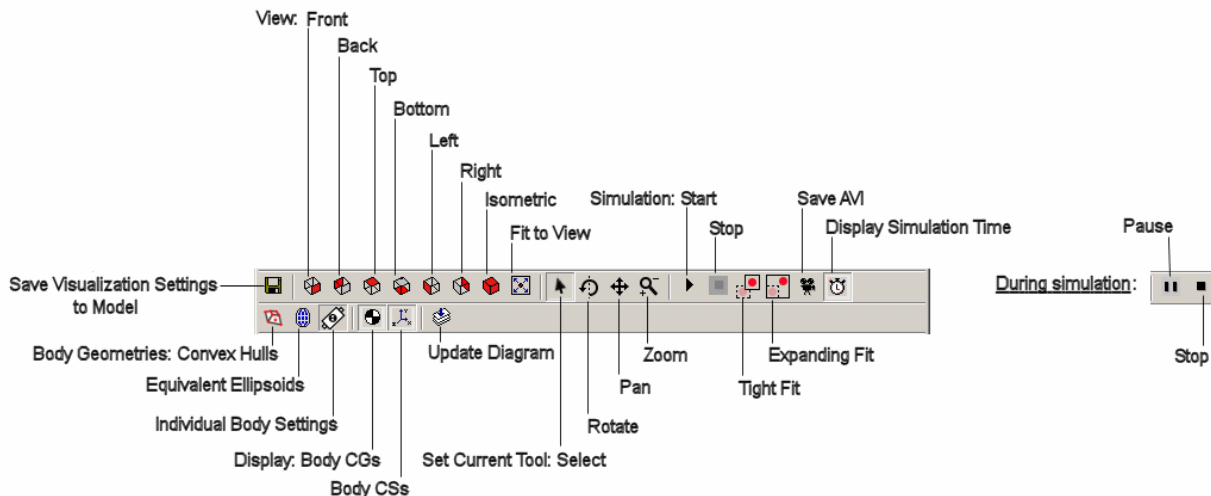 View: Front
Back
Top
Bottom
Left
Right
Isometric
Fit to View
Simulation: Start
Stop
Save AVI
Display Simulation Time
Pause
Save Visualization Settings
to Model
During simulation:
Body Geometries: Convex Hulls
Update Diagram
Zoom
Expanding Fit
Stop
Equivalent Ellipsoids
Pan
Tight Fit
Individual Body Settings
Rotate
Display: Body CGs
Set Current Tool: Select
Body CSs